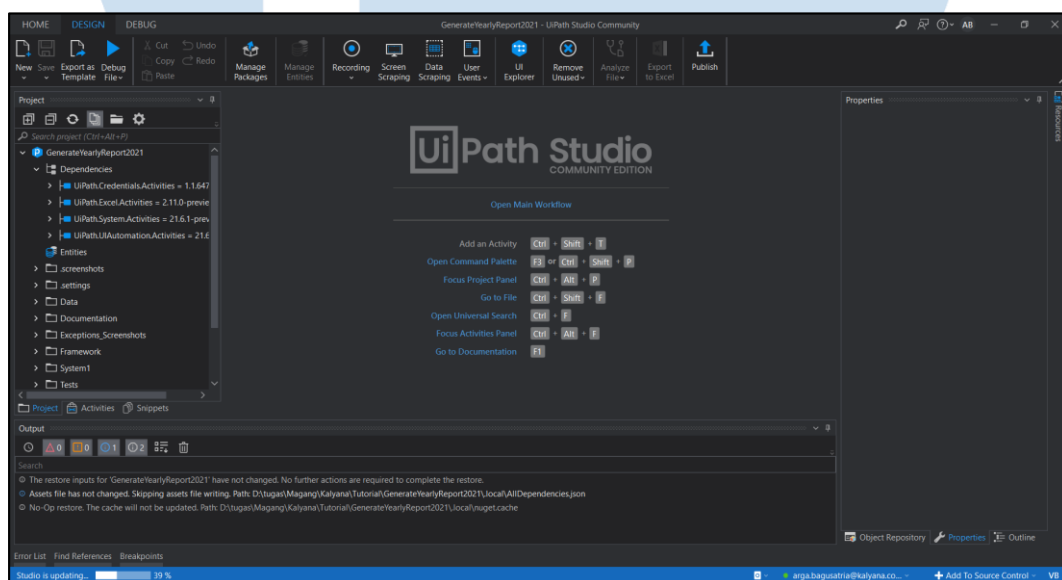 HOME DESIGN DEBUG GenerateYearlyReport2021 - UiPath Studio Community AB
New Save Export as Template Debug File Cut Copy Paste Undo Redo Manage Packages Manage Entities Recording Screen Scraping Data Scraping User Events UI Explorer Remove Unused Analyze File Export to Excel Publish
Project
Search project (Ctrl+Alt+P)
GenerateYearlyReport2021
Dependencies
UiPath.Credentials.Activities = 1.1.647
UiPath.Excel.Activities = 2.11.0-previe
UiPath.System.Activities = 21.6.1-prev
UiPath.UIAutomation.Activities = 21.6
Entities
.screenshots
.settings
Data
Documentation
Exceptions_Screenshots
Framework
System1
Tests
Project Activities Snippets
UiPath Studio
COMMUNITY EDITION
Open Main Workflow
Add an Activity Ctrl + Shift + T
Open Command Palette F3 or Ctrl + Shift + P
Focus Project Panel Ctrl + Alt + P
Go to File Ctrl + Shift + F
Open Universal Search Ctrl + F
Focus Activities Panel Ctrl + Alt + F
Go to Documentation F1
Properties
Resources
Output
0 0 1 2
Search
The restore inputs for 'GenerateYearlyReport2021' have not changed. No further actions are required to complete the restore.
Assets file has not changed. Skipping assets file writing. Path: D:\tugas\Magang\Kalyana\Tutorial\GenerateYearlyReport2021\.local\AllDependencies.json
No-Op restore. The cache will not be updated. Path: D:\tugas\Magang\Kalyana\Tutorial\GenerateYearlyReport2021\.local\nuget.cache
Object Repository Properties Outline
Error List Find References Breakpoints
Studio is updating... 39 % arga.bagusatria@kalyana.co... Add To Source Control VB